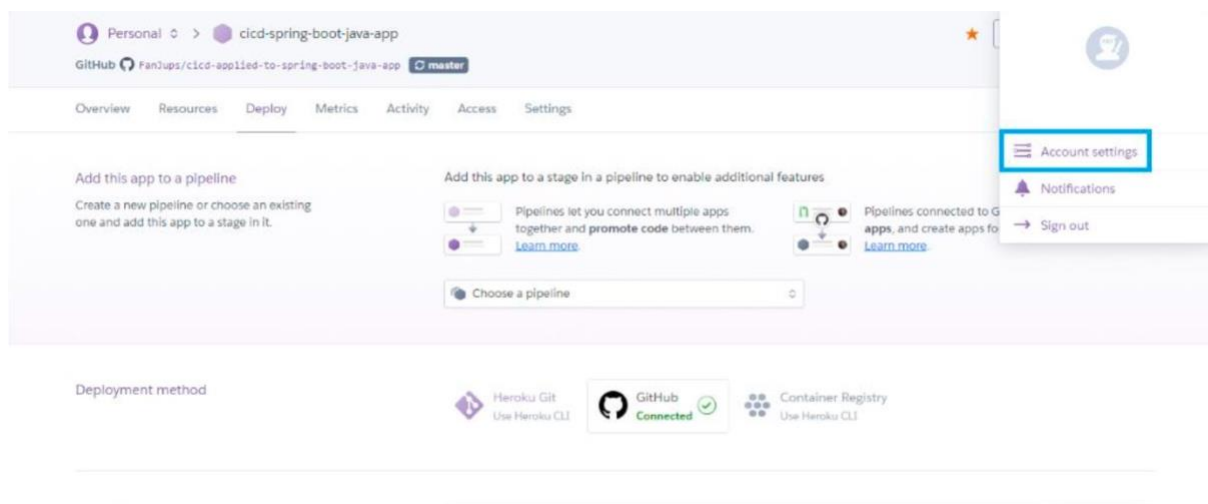 Personal > cicd-spring-boot-java-app
GitHub FanJups/cicd-applied-to-spring-boot-java-app master
Overview Resources Deploy Metrics Activity Access Settings
Account settings
Notifications
Sign out
Add this app to a pipeline
Create a new pipeline or choose an existing
one and add this app to a stage in it.
Add this app to a stage in a pipeline to enable additional features
Pipelines let you connect multiple apps
together and promote code between them.
Learn more.
Pipelines connected to G
apps, and create apps fo
Learn more.
Choose a pipeline
Deployment method
Heroku Git
Use Heroku CLI
GitHub
Connected
Container Registry
Use Heroku CLI